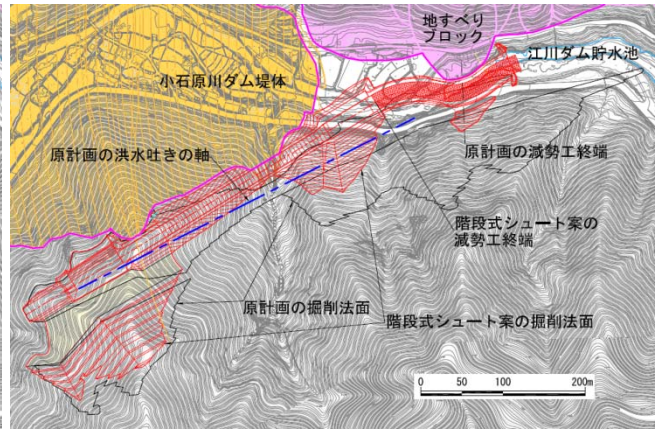 地すべり
ブロック
江川ダム貯水池
小石原川ダム堤体
原計画の洪水吐きの軸
原計画の減勢工終端
階段式シュート案の
減勢工終端
原計画の掘削法面
階段式シュート案の掘削法面
0 50 100 200m